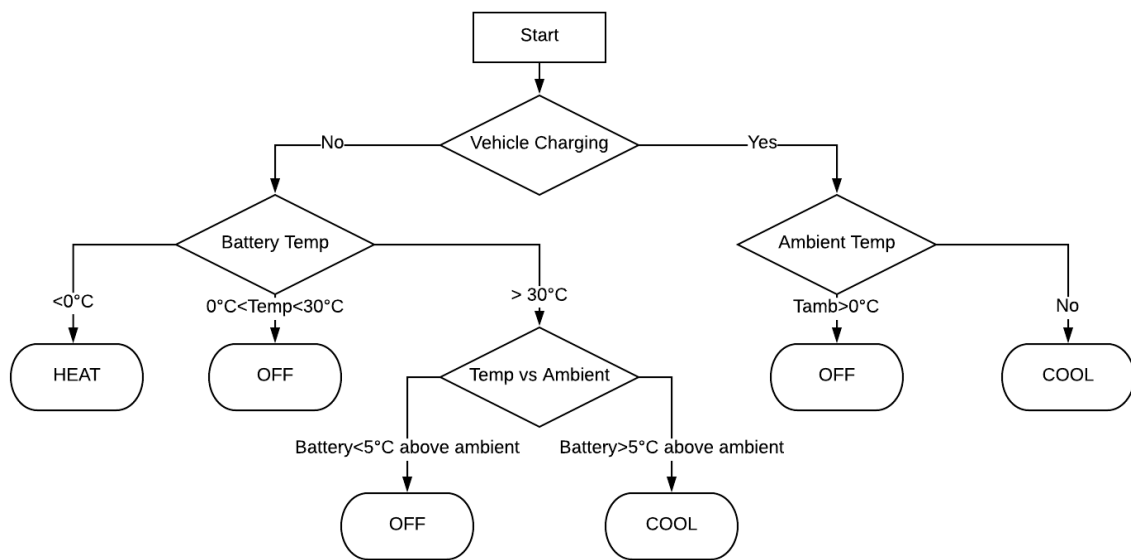 Start
Vehicle Charging
No
Yes
Battery Temp
Ambient Temp
<0°C
0°C<Temp<30°C
> 30°C
Tamb>0°C
No
HEAT
OFF
Temp vs Ambient
OFF
COOL
Battery<5°C above ambient
Battery>5°C above ambient
OFF
COOL